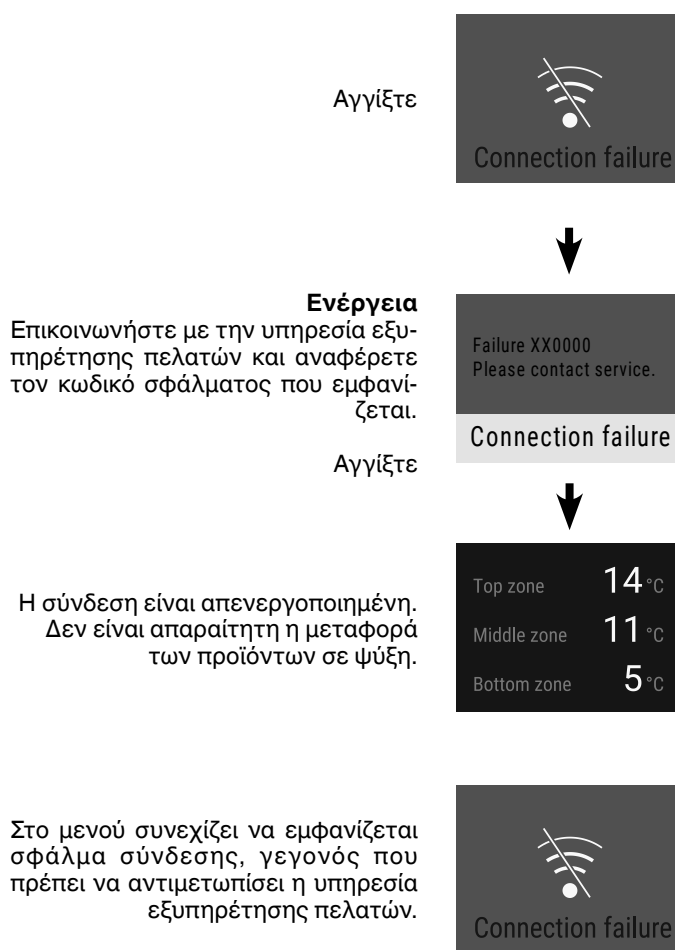 Αγγίξτε
Connection failure
Ενέργεια
Επικοινωνήστε με την υπηρεσία εξυ-
πηρέτησης πελατών και αναφέρετε
τον κωδικό σφάλματος που εμφανί-
ζεται.
Failure XX0000
Please contact service.
Connection failure
Αγγίξτε
Η σύνδεση είναι απενεργοποιημένη.
Δεν είναι απαραίτητη η μεταφορά
των προϊόντων σε ψύξη.
Top zone 14 °C
Middle zone 11 °C
Bottom zone 5 °C
Στο μενού συνεχίζει να εμφανίζεται
σφάλμα σύνδεσης, γεγονός που
πρέπει να αντιμετωπίσει η υπηρεσία
εξυπηρέτησης πελατών.
Connection failure